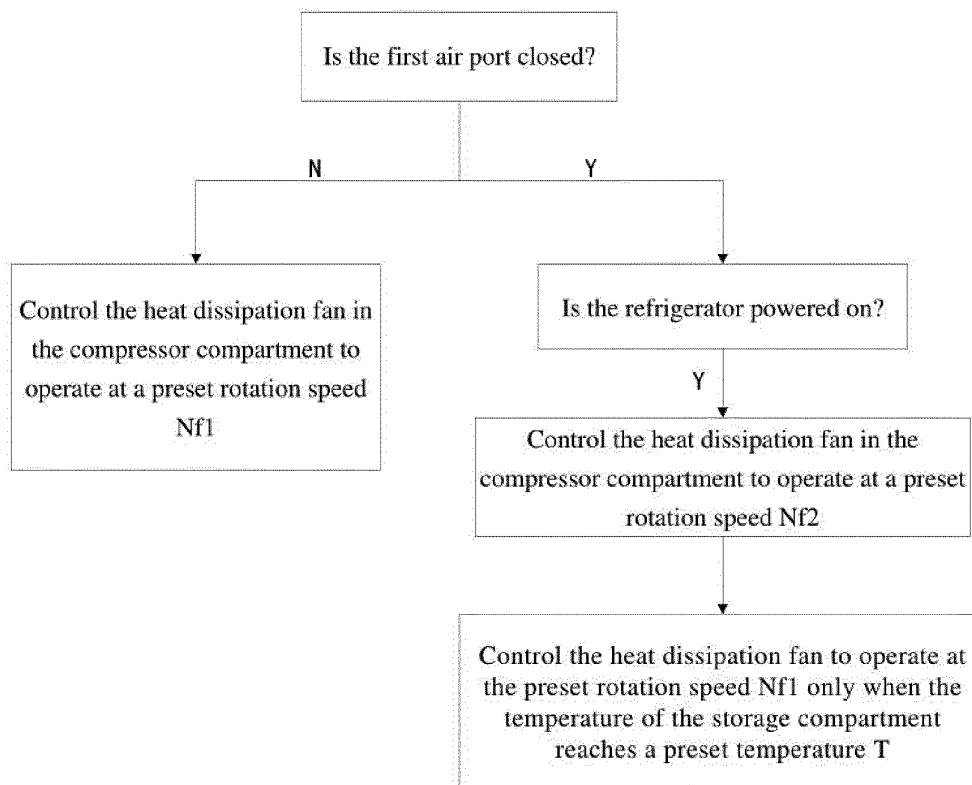 Is the first air port closed?
N
Y
Control the heat dissipation fan in
the compressor compartment to
operate at a preset rotation speed
Nf1
Is the refrigerator powered on?
Y
Control the heat dissipation fan in the
compressor compartment to operate at a preset
rotation speed Nf2
Control the heat dissipation fan to operate at
the preset rotation speed Nf1 only when the
temperature of the storage compartment
reaches a preset temperature T